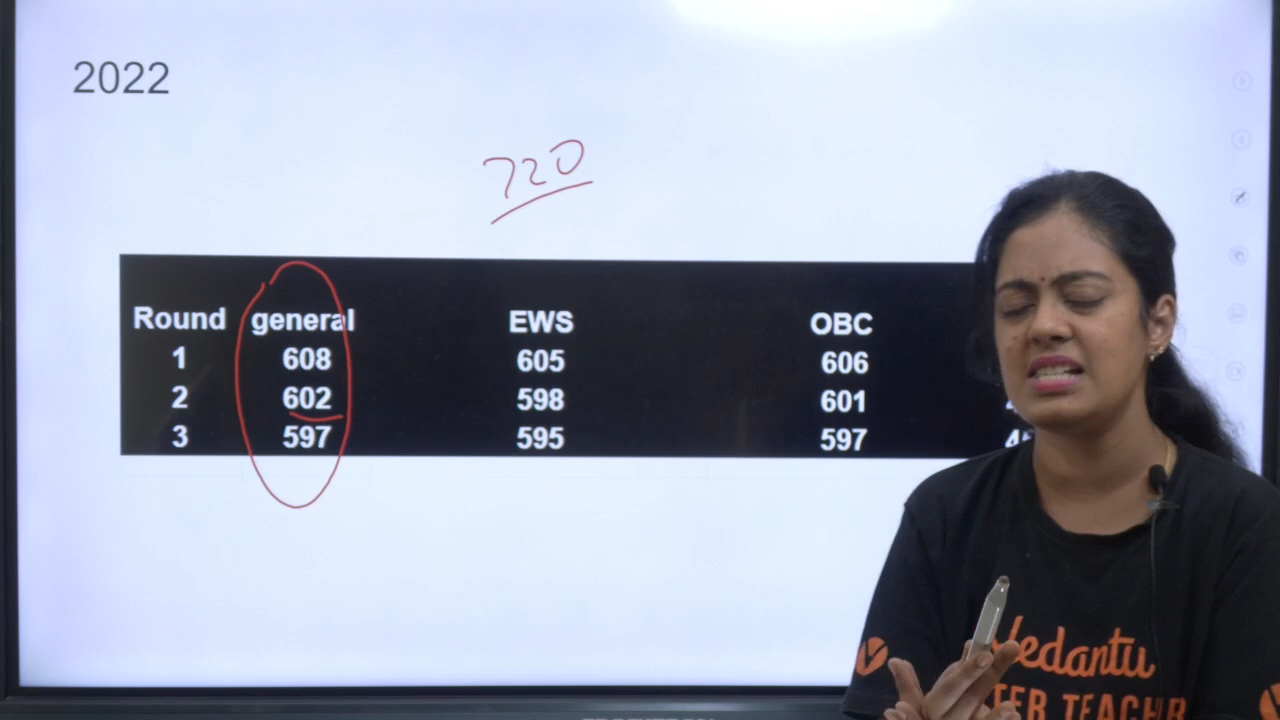 2022
720
Round general EWS OBC
1 608 605 606
2 602 598 601
3 597 595 597
Vedantu
TEACHER